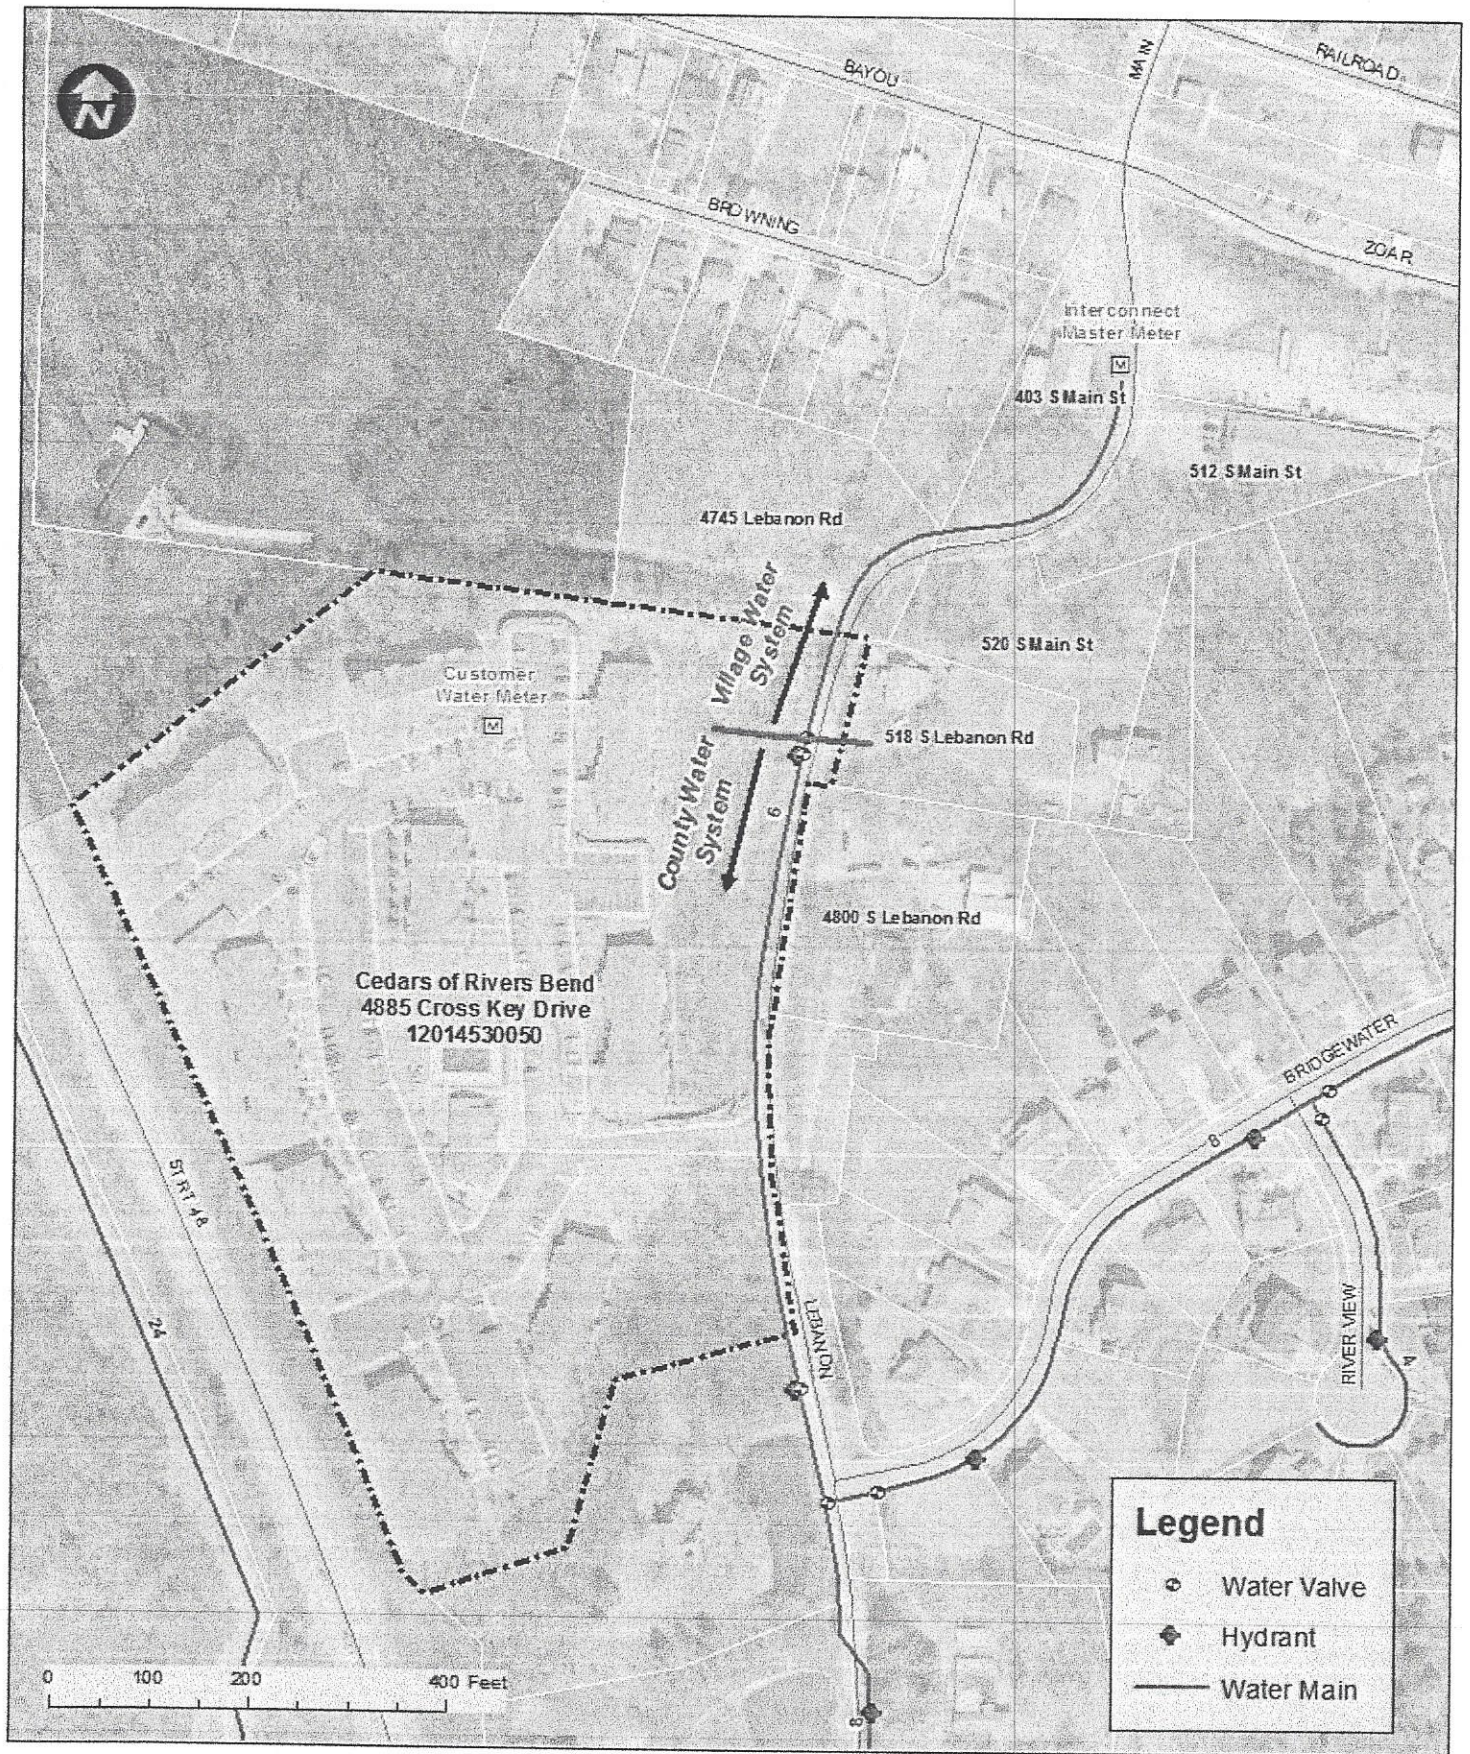 N
BAYOU
MAIN
RAILROAD
BROWNING
ZOAR
Interconnect
Master Meter
M
403 S Main St
512 S Main St
4745 Lebanon Rd
Village Water
System
520 S Main St
Customer
Water Meter
M
518 S Lebanon Rd
County Water
System
6
4800 S Lebanon Rd
Cedars of Rivers Bend
4885 Cross Key Drive
12014530050
BRIDGEWATER
8
ST RT 48
24
LEBANON
RIVER VIEW
4
8
Legend
Water Valve
Hydrant
Water Main
0 100 200 400 Feet